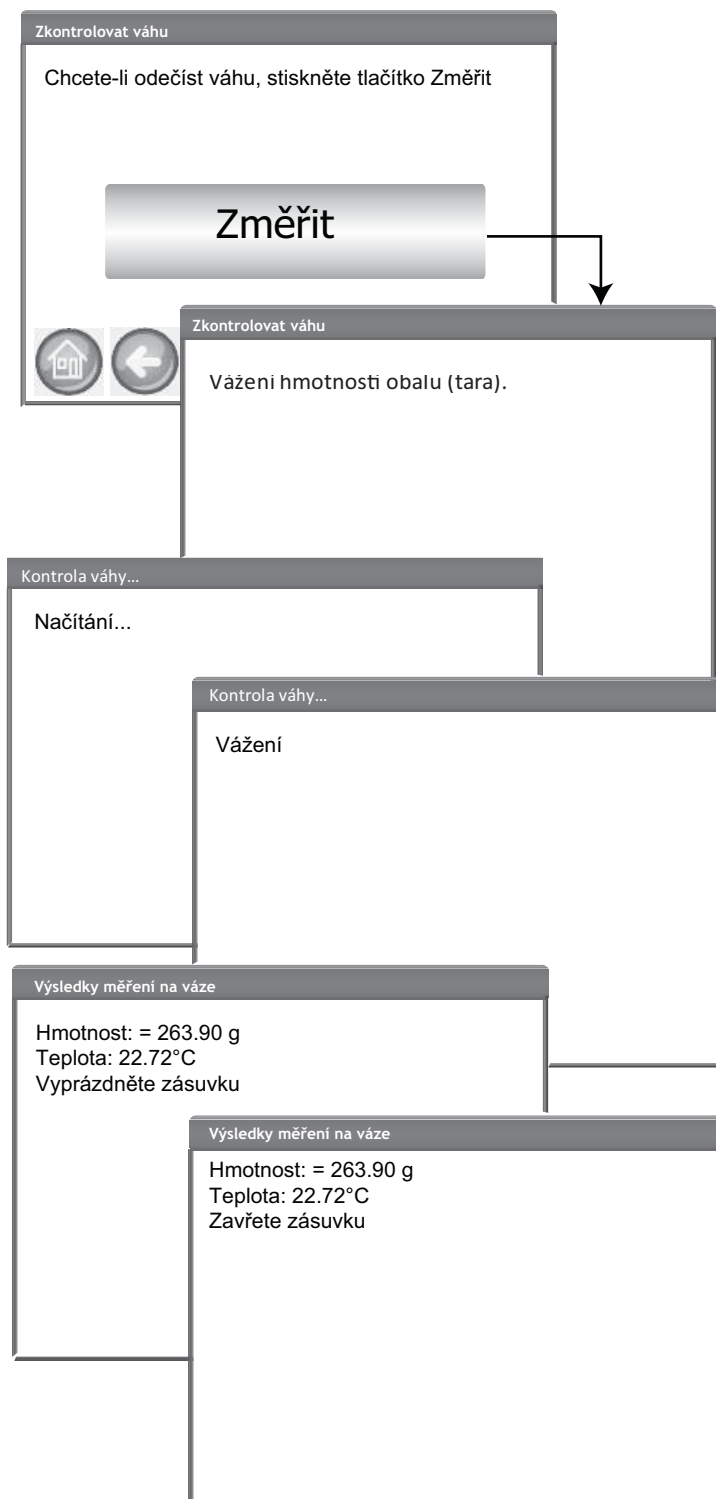 Zkontrolovat váhu
Chcete-li odečíst váhu, stiskněte tlačítko Změřit
Změřit
Zkontrolovat váhu
Vážení hmotnosti obalu (tara).
Kontrola váhy...
Načítání...
Kontrola váhy...
Vážení
Výsledky měření na váze
Hmotnost: = 263.90 g
Teplota: 22.72°C
Vyprázdněte zásuvku
Výsledky měření na váze
Hmotnost: = 263.90 g
Teplota: 22.72°C
Zavřete zásuvku